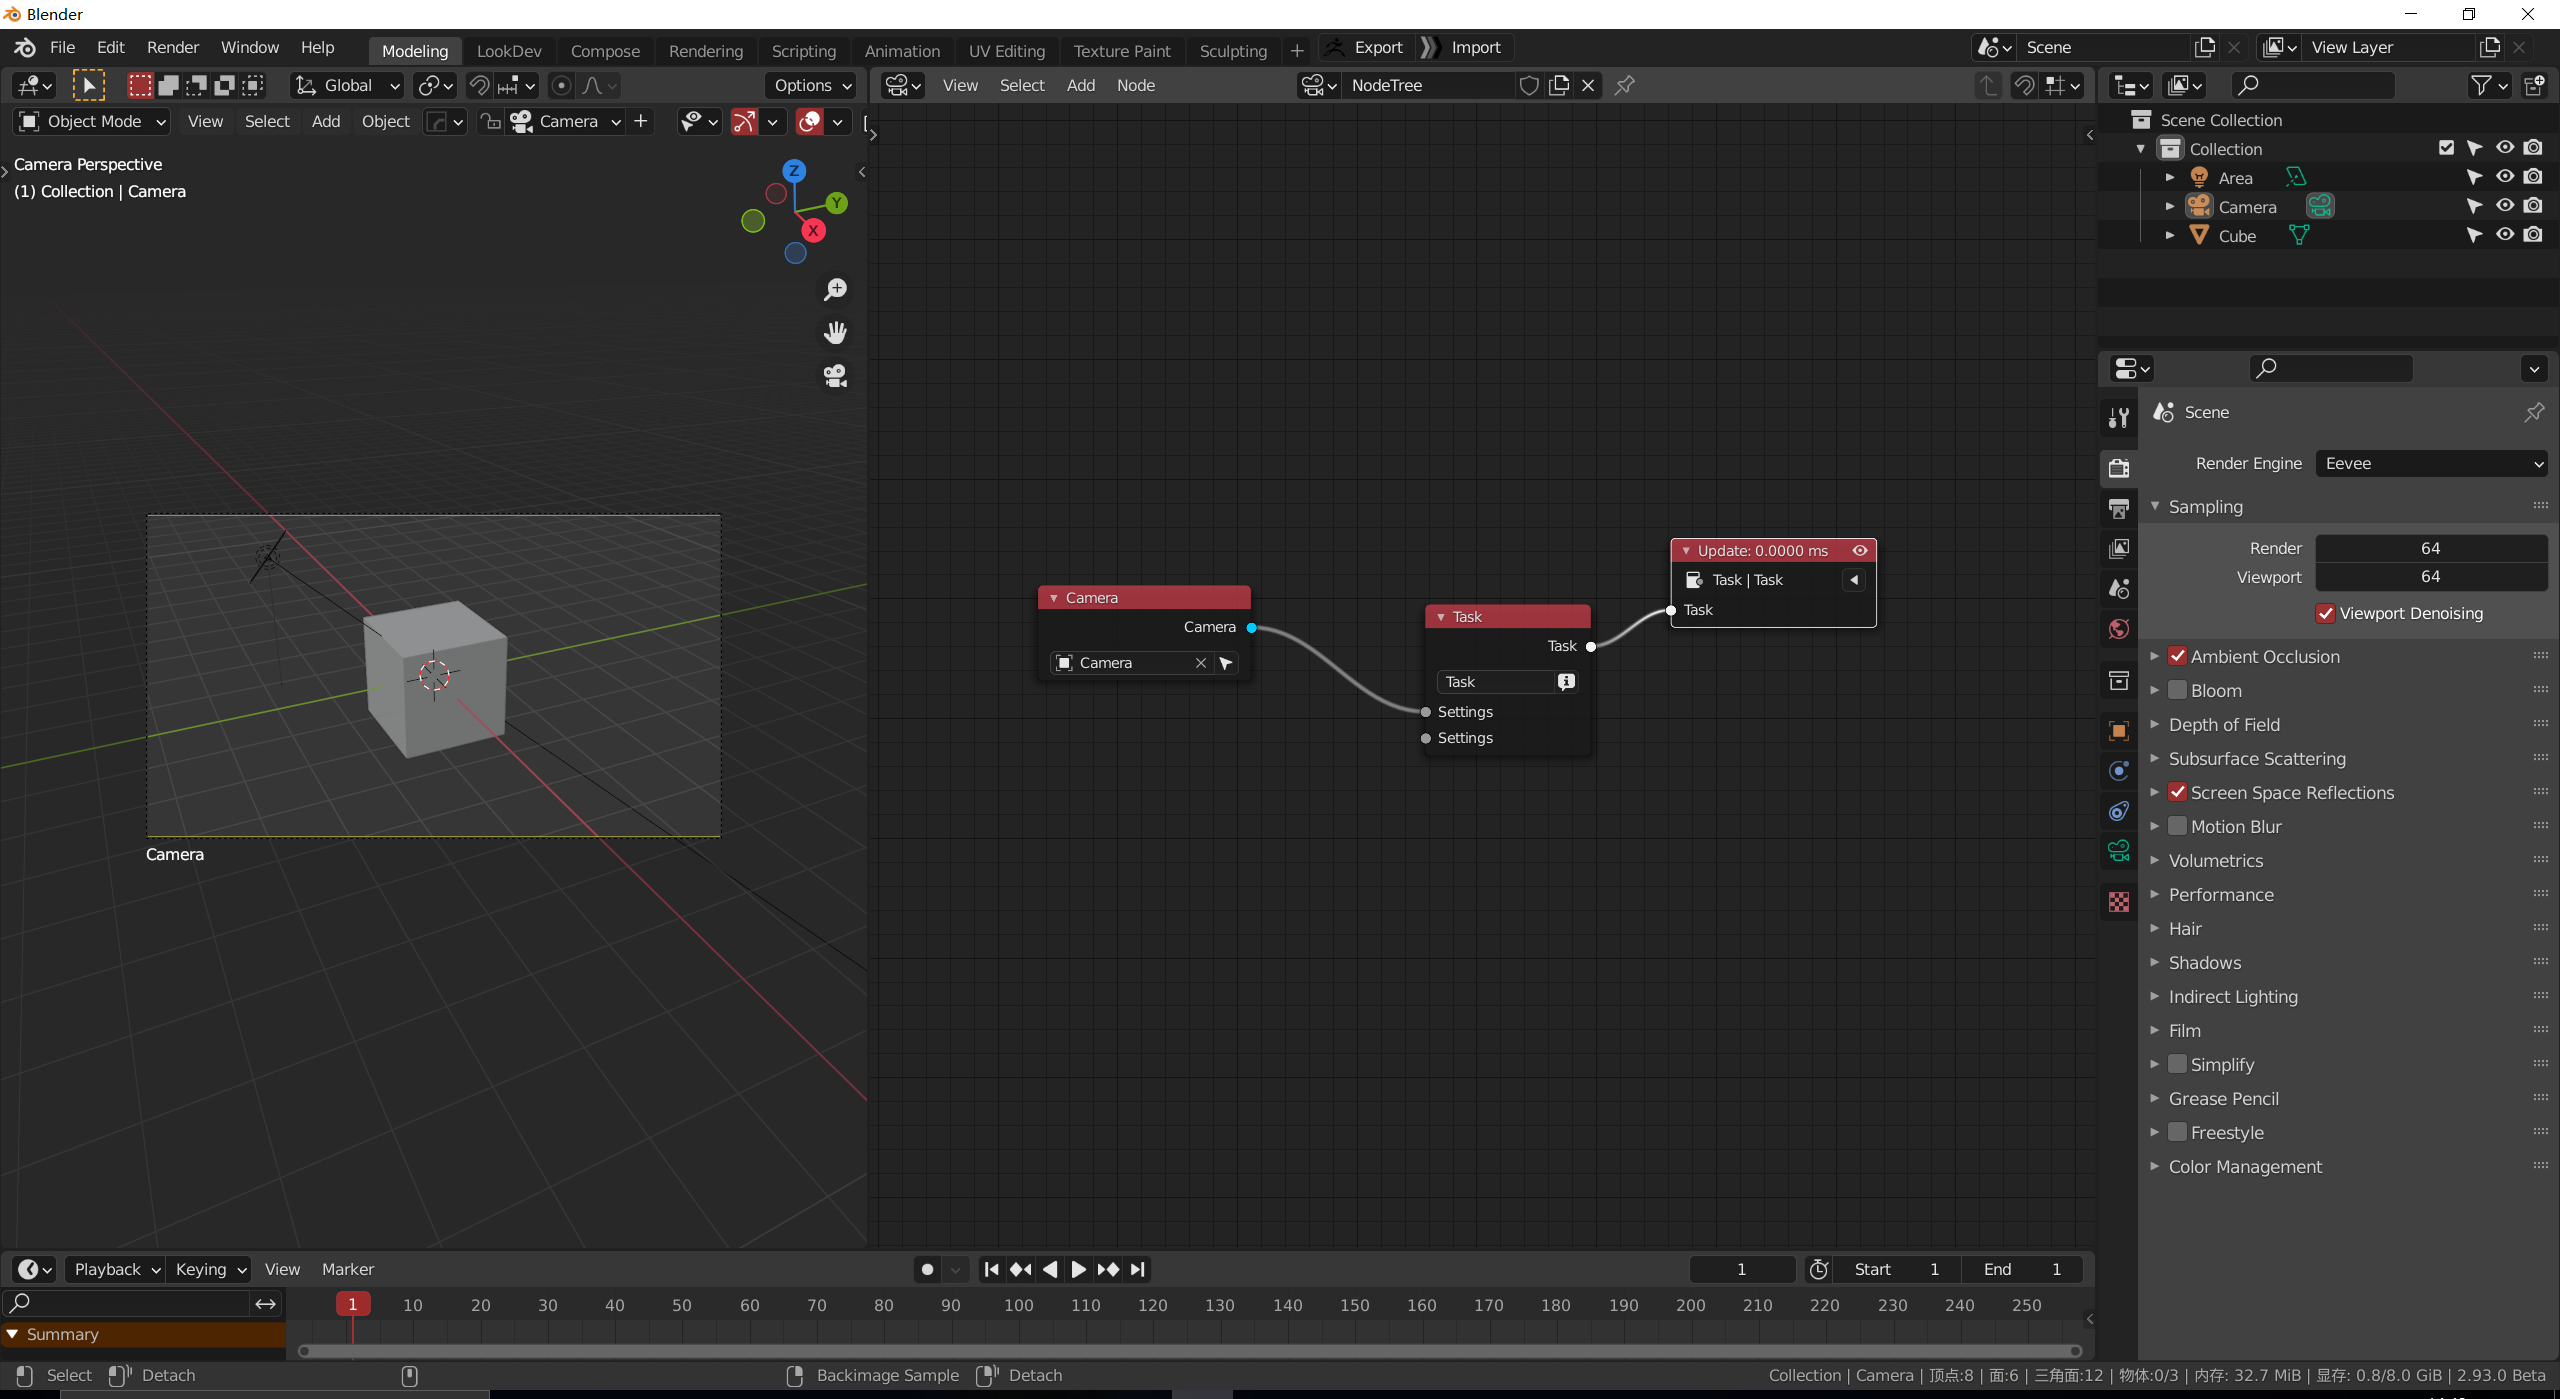 Blender
File Edit Render Window Help Modeling LookDev Compose Rendering Scripting Animation UV Editing Texture Paint Sculpting + Export Import Scene View Layer
Global Options View Select Add Node NodeTree
Object Mode View Select Add Object Camera
Camera Perspective
(1) Collection | Camera
Z
Y
X
Camera
Camera
Camera
Camera
Task
Task
Task
Settings
Settings
Update: 0.0000 ms
Task | Task
Task
Scene Collection
Collection
Area
Camera
Cube
Scene
Render Engine Eevee
Sampling
Render 64
Viewport 64
Viewport Denoising
Ambient Occlusion
Bloom
Depth of Field
Subsurface Scattering
Screen Space Reflections
Motion Blur
Volumetrics
Performance
Hair
Shadows
Indirect Lighting
Film
Simplify
Grease Pencil
Freestyle
Color Management
Playback Keying View Marker 1 Start 1 End 1
1 10 20 30 40 50 60 70 80 90 100 110 120 130 140 150 160 170 180 190 200 210 220 230 240 250
Summary
Select Detach Backimage Sample Detach Collection | Camera | 顶点:8 | 面:6 | 三角面:12 | 物体:0/3 | 内存: 32.7 MiB | 显存: 0.8/8.0 GiB | 2.93.0 Beta